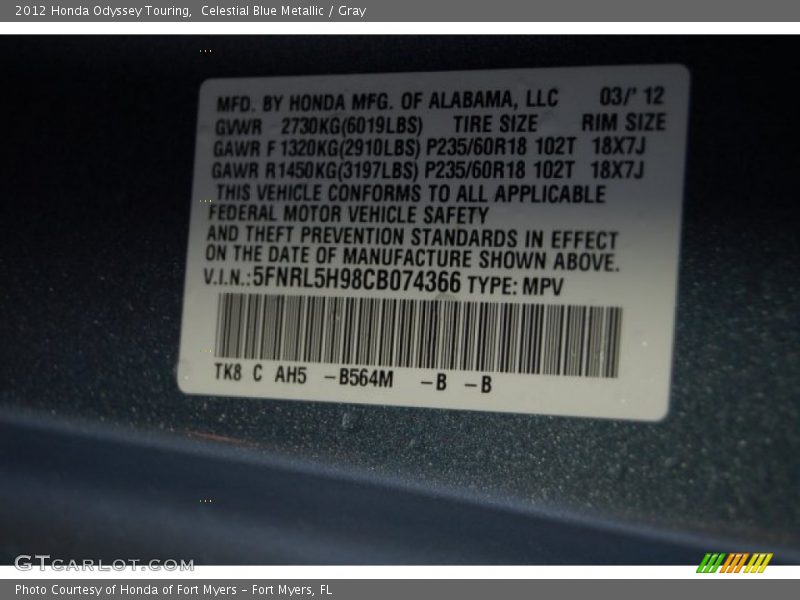 2012 Honda Odyssey Touring,  Celestial Blue Metallic / Gray
MFD. BY HONDA MFG. OF ALABAMA, LLC 03/' 12
GVWR 2730KG(6019LBS) TIRE SIZE RIM SIZE
GAWR F 1320KG(2910LBS) P235/60R18 102T 18X7J
GAWR R1450KG(3197LBS) P235/60R18 102T 18X7J
THIS VEHICLE CONFORMS TO ALL APPLICABLE
FEDERAL MOTOR VEHICLE SAFETY
AND THEFT PREVENTION STANDARDS IN EFFECT
ON THE DATE OF MANUFACTURE SHOWN ABOVE.
V.I.N.:5FNRL5H98CB074366 TYPE: MPV
TK8 C AH5 –B564M –B –B
GTcarlot.com
Photo Courtesy of Honda of Fort Myers – Fort Myers, FL